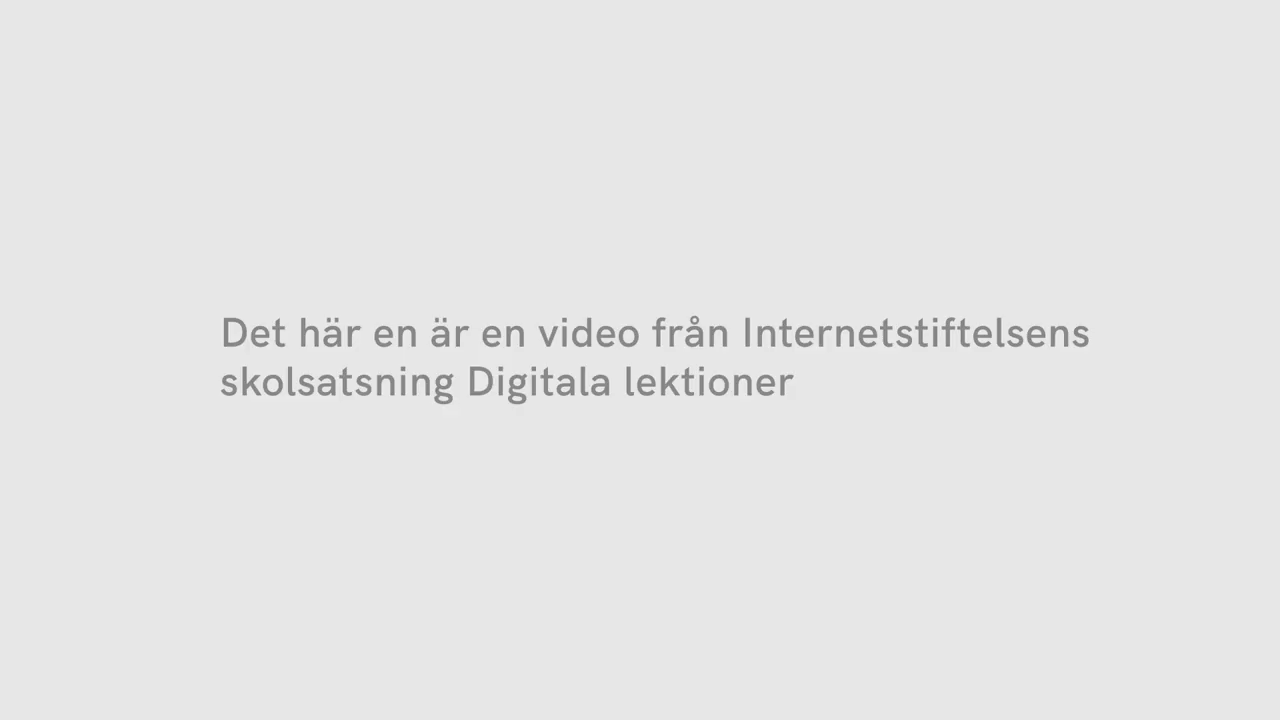 Det här en är en video från Internetstiftelsens
skolsatsning Digitala lektioner